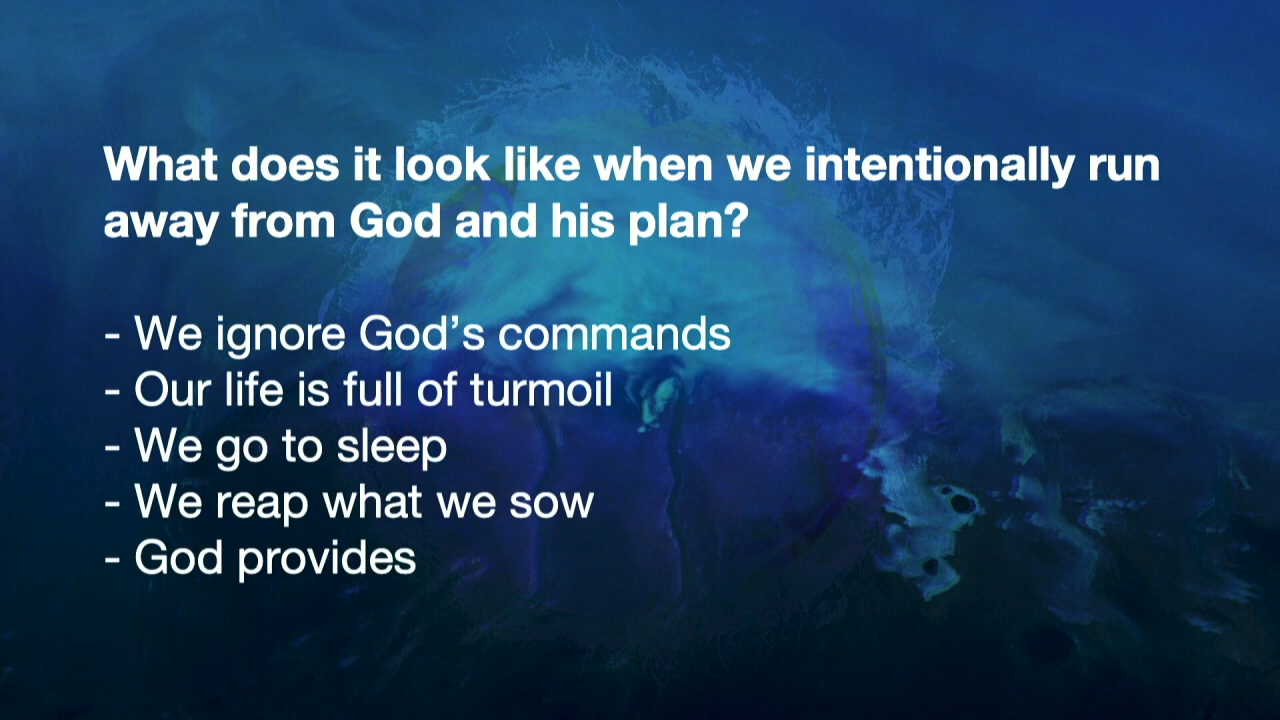 What does it look like when we intentionally run
away from God and his plan?
- We ignore God’s commands
- Our life is full of turmoil
- We go to sleep
- We reap what we sow
- God provides